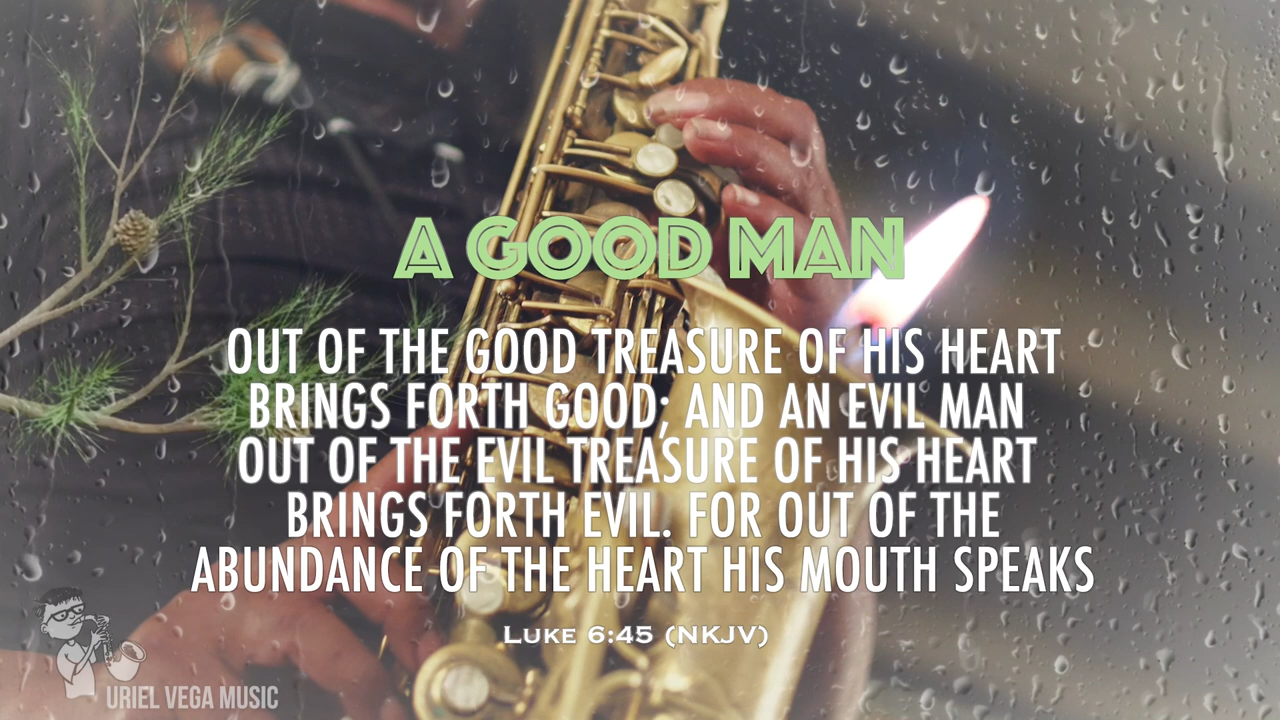 A GOOD MAN
OUT OF THE GOOD TREASURE OF HIS HEART
BRINGS FORTH GOOD; AND AN EVIL MAN
OUT OF THE EVIL TREASURE OF HIS HEART
BRINGS FORTH EVIL. FOR OUT OF THE
ABUNDANCE OF THE HEART HIS MOUTH SPEAKS
LUKE 6:45 (NKJV)
URIEL VEGA MUSIC